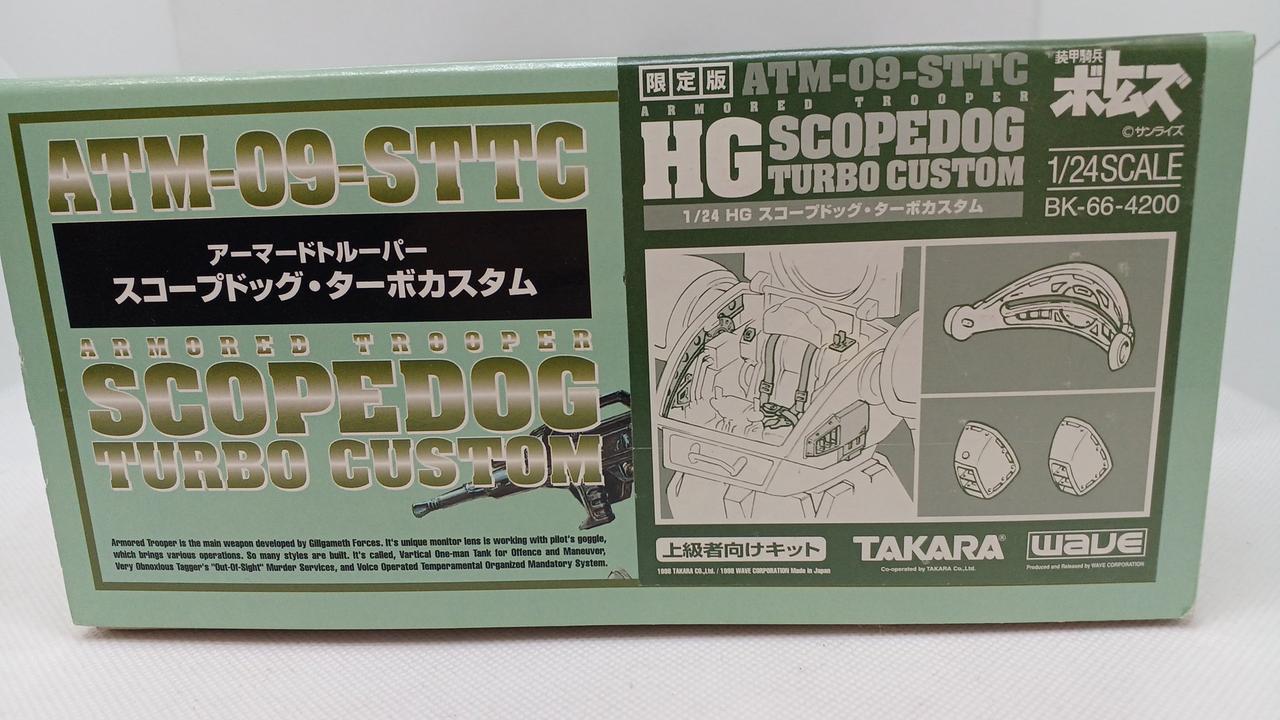 ATM-09-STTC
アーマードトルーパー
スコープドッグ・ターボカスタム
ARMORED TROOPER
SCOPEDOG
TURBO CUSTOM
Armored Trooper is the main weapon developed by Gillgameth Forces. It's unique monitor lens is working with pilot's goggle,
which brings various operations. So many styles are built. It's called, Vartical One-man Tank for Offence and Maneuver,
Very Obnoxious Tagger's "Out-Of-Sight" Murder Services, and Voice Operated Temperamental Organized Mandatory System.
限定版 ATM-09-STTC
ARMORED TROOPER
HG SCOPEDOG
TURBO CUSTOM
1/24 HG スコープドッグ・ターボカスタム
装甲騎兵
ボトムズ
©サンライズ
1/24SCALE
BK-66-4200
上級者向けキット
1998 TAKARA CO.,Ltd. / 1998 WAVE CORPORATION Made in Japan
TAKARA®
Co-operated by TAKARA Co.,Ltd.
WAVE
Produced and Released by WAVE CORPORATION